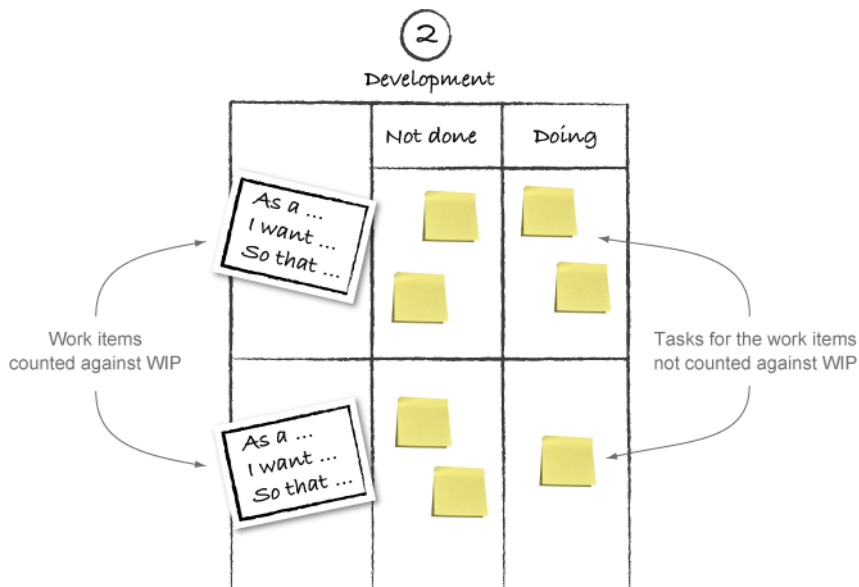 2
Development
Not done
Doing
As a ...
I want ...
So that ...
Work items
counted against WIP
Tasks for the work items
not counted against WIP
As a ...
I want ...
So that ...